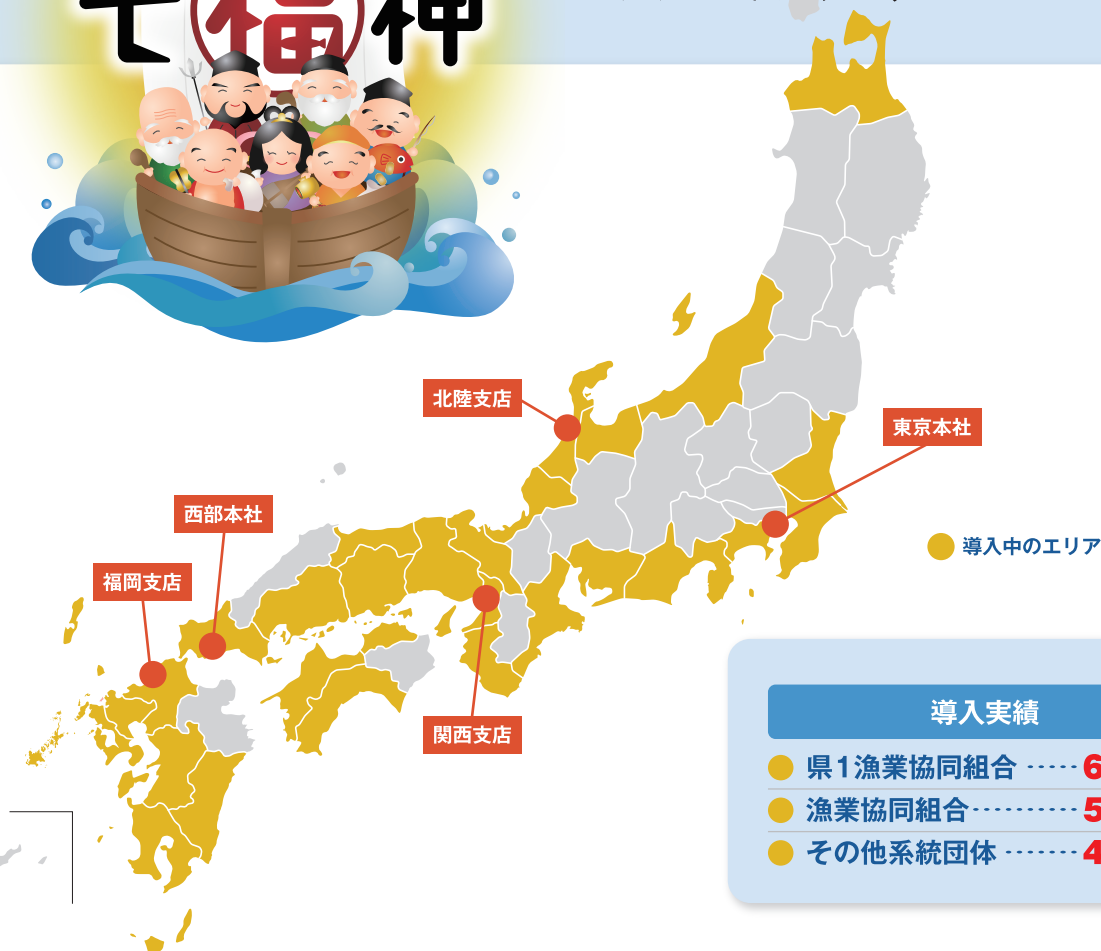 七福神
北陸支店
東京本社
西部本社
導入中のエリア
福岡支店
関西支店
導入実績
県1漁業協同組合 ‥‥‥ 6
漁業協同組合‥‥‥‥‥ 5
その他系統団体 ‥‥‥‥ 4